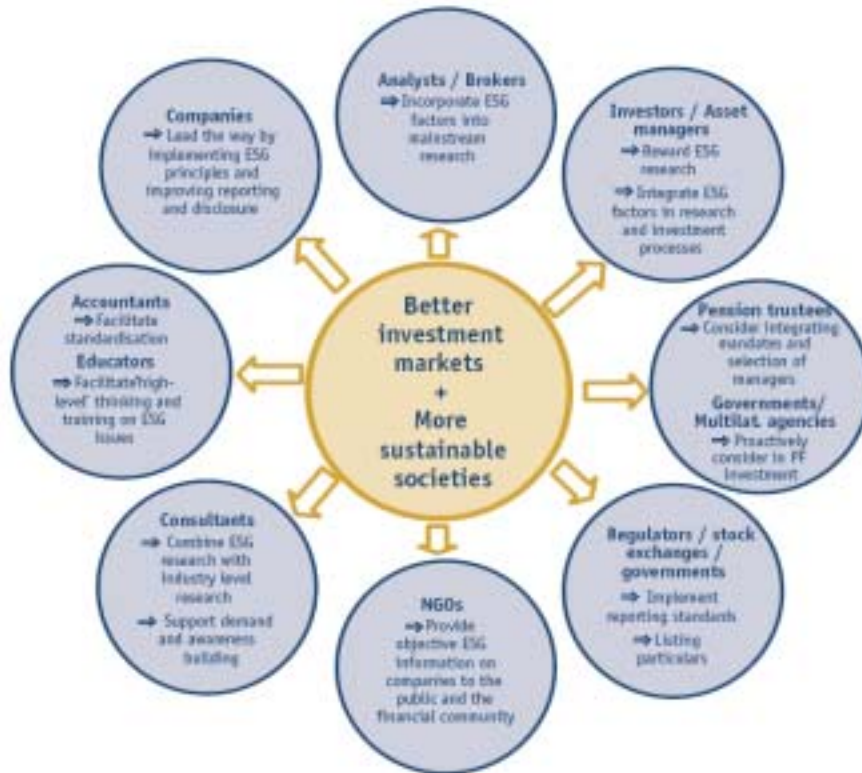 Analysts / Brokers
⇒Incorporate ESG
factors into
mainstream
research
Investors / Asset
managers
⇒ Reward ESG
research
⇒ Integrate ESG
factors in research
and investment
processes
Pension trustees
⇒ Consider integrating
mandates and
selection of
managers
Governments/
Multilat. agencies
⇒ Proactively
consider in PF
investment
Regulators / stock
exchanges /
governments
⇒ Implement
reporting standards
⇒ Listing
particulars
NGOs
⇒Provide
objective ESG
information on
companies to the
public and the
financial community
Consultants
⇒ Combine ESG
research with
industry level
research
⇒ Support demand
and awareness
building
Accountants
⇒Facilitate
standardisation
Educators
⇒Facilitate'high-
level' thinking and
training on ESG
issues
Companies
⇒ Lead the way by
implementing ESG
principles and
improving reporting
and disclosure
Better
investment
markets
+
More
sustainable
societies